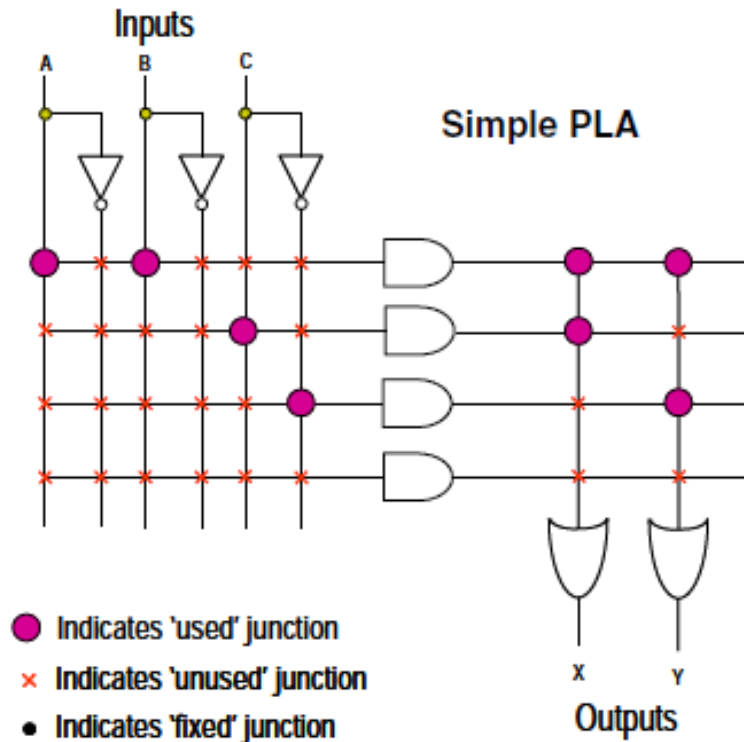 Inputs
A B C
Simple PLA
Indicates 'used' junction
Indicates 'unused' junction
Indicates 'fixed' junction
X Y
Outputs